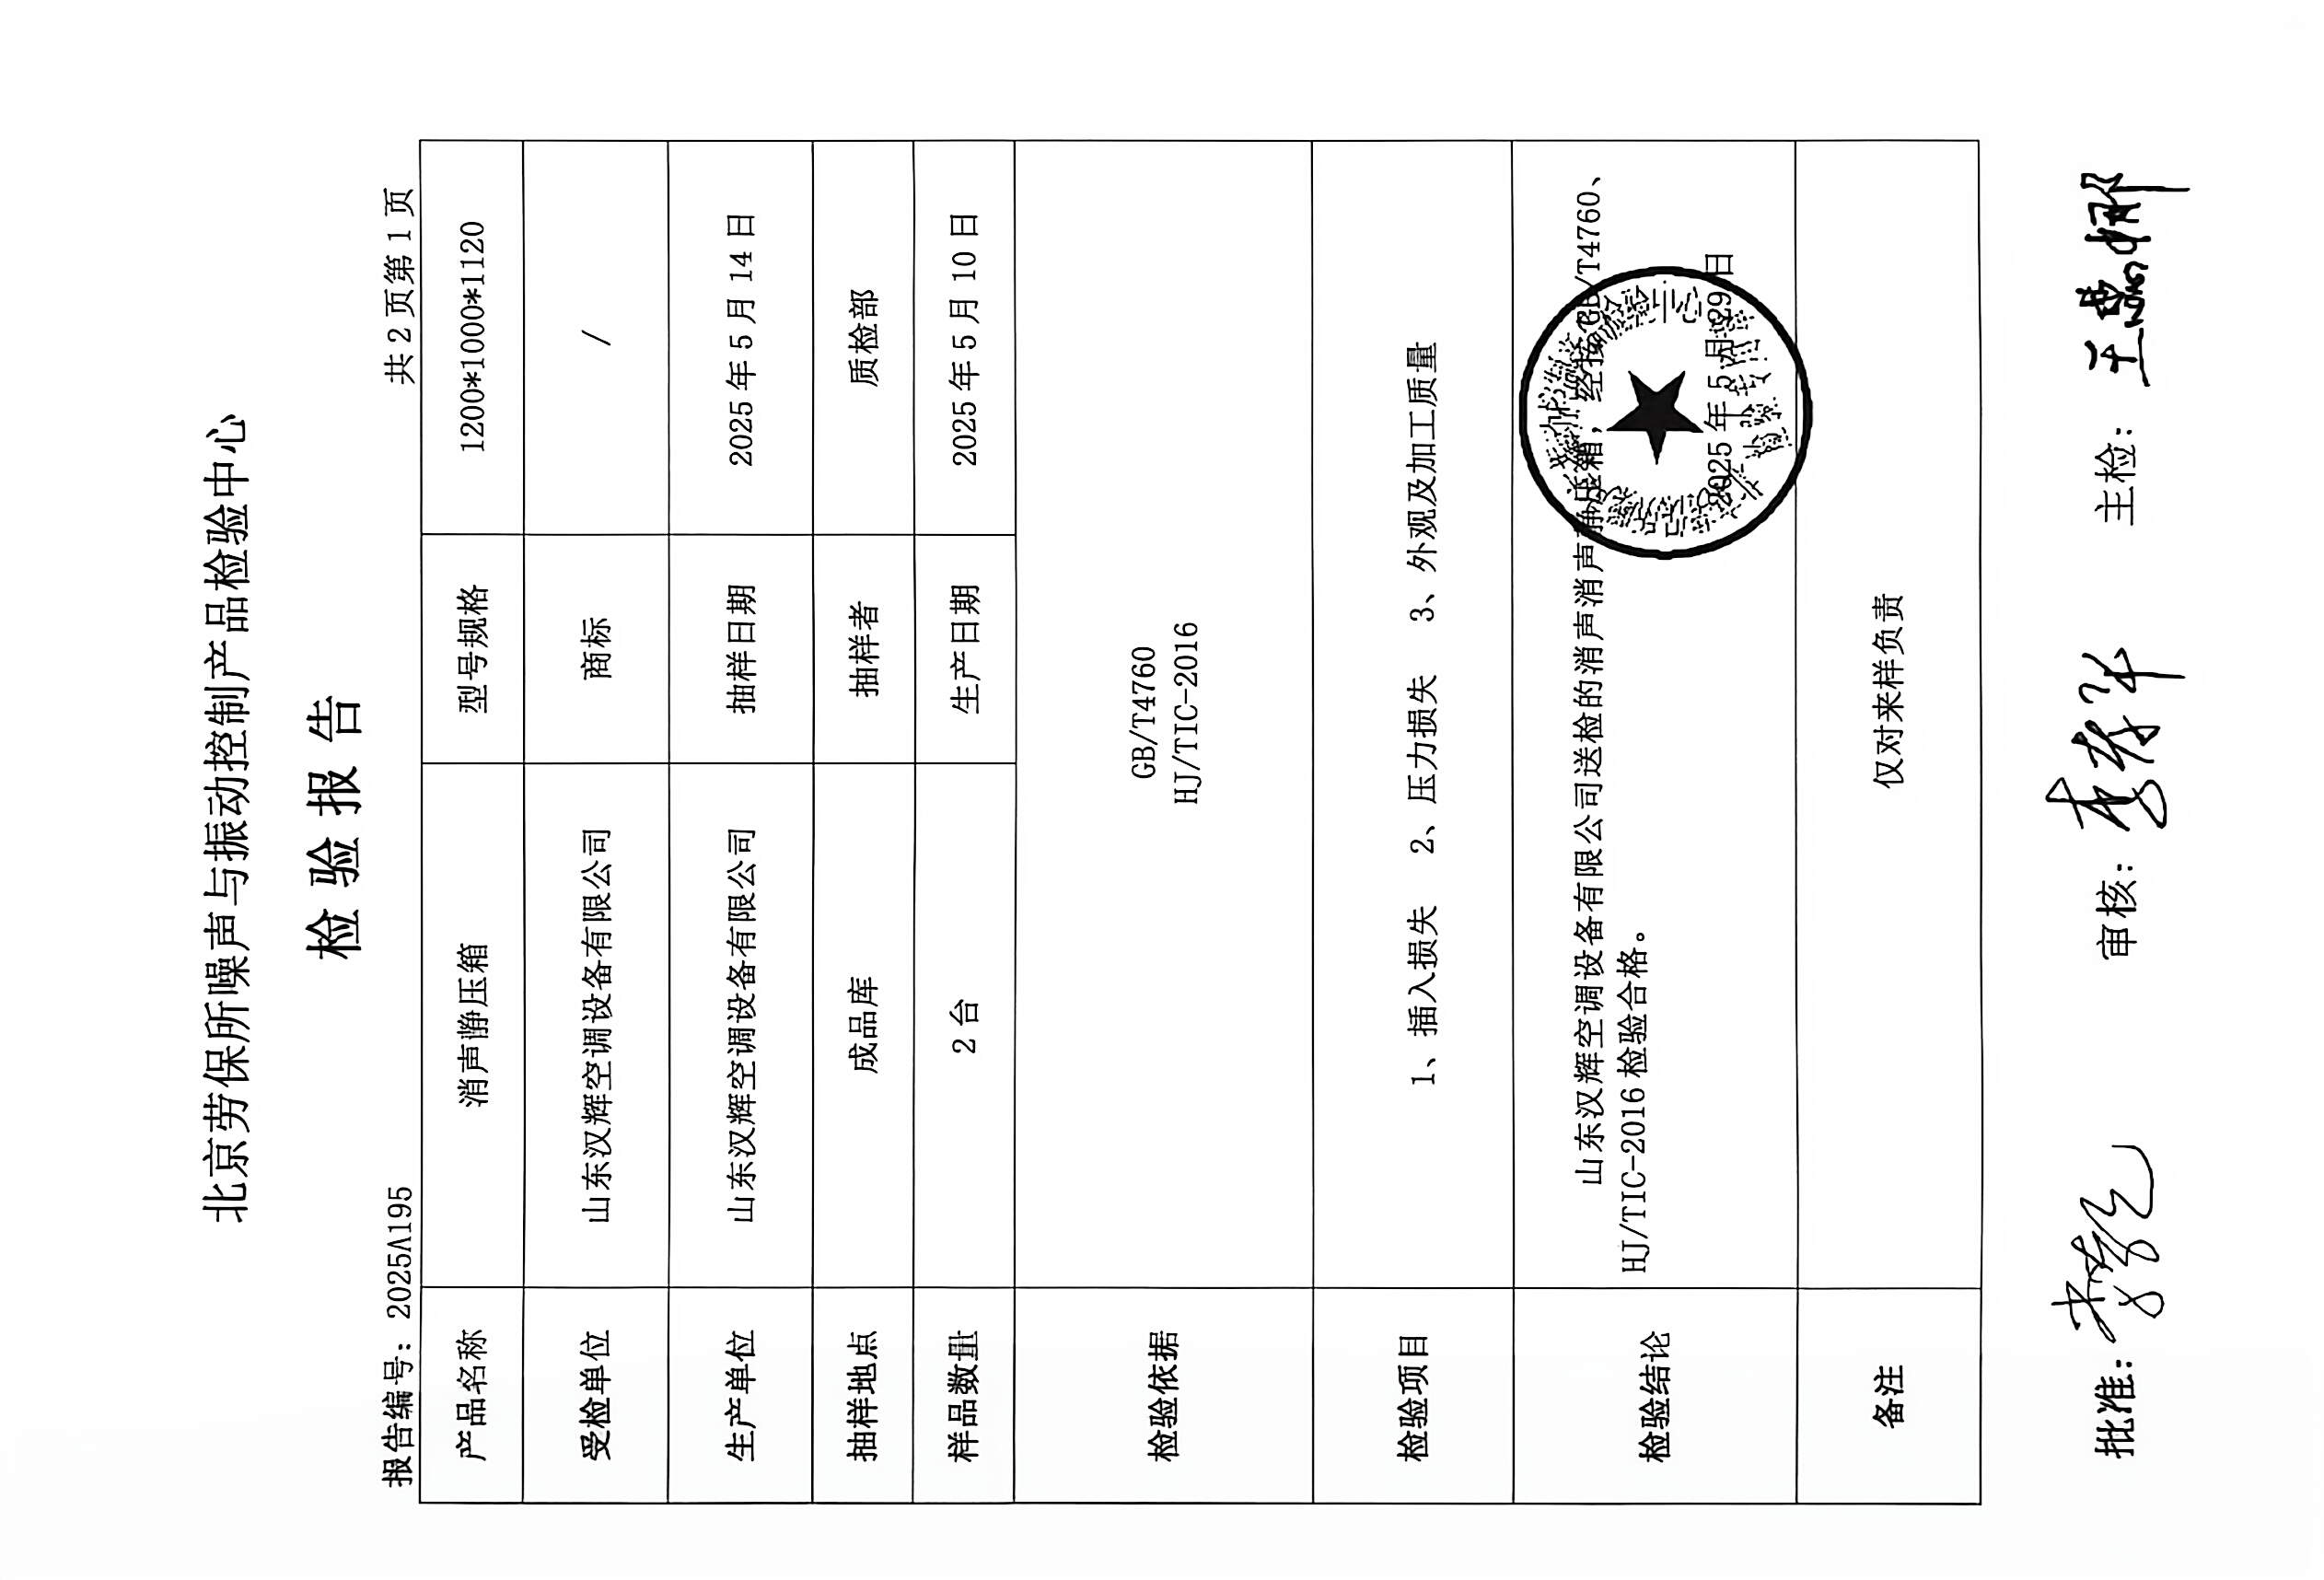 北京劳保所噪声与振动控制产品检验中心
检验报告
报告编号：2025A195 共2页第1页
产品名称 消声静压箱 型号规格 1200*1000*1120
受检单位 山东汉辉空调设备有限公司 商标 /
生产单位 山东汉辉空调设备有限公司 抽样日期 2025年5月14日
抽样地点 成品库 抽样者 质检部
样品数量 2台 生产日期 2025年5月10日
检验依据 GB/T4760
HJ/TIC-2016
检验项目 1、插入损失 2、压力损失 3、外观及加工质量
检验结论 山东汉辉空调设备有限公司送检的消声消声静压箱，经按GB/T4760、
HJ/TIC-2016检验合格。
2025年5月29日
备注 仅对来样负责
批准： 审核： 主检：